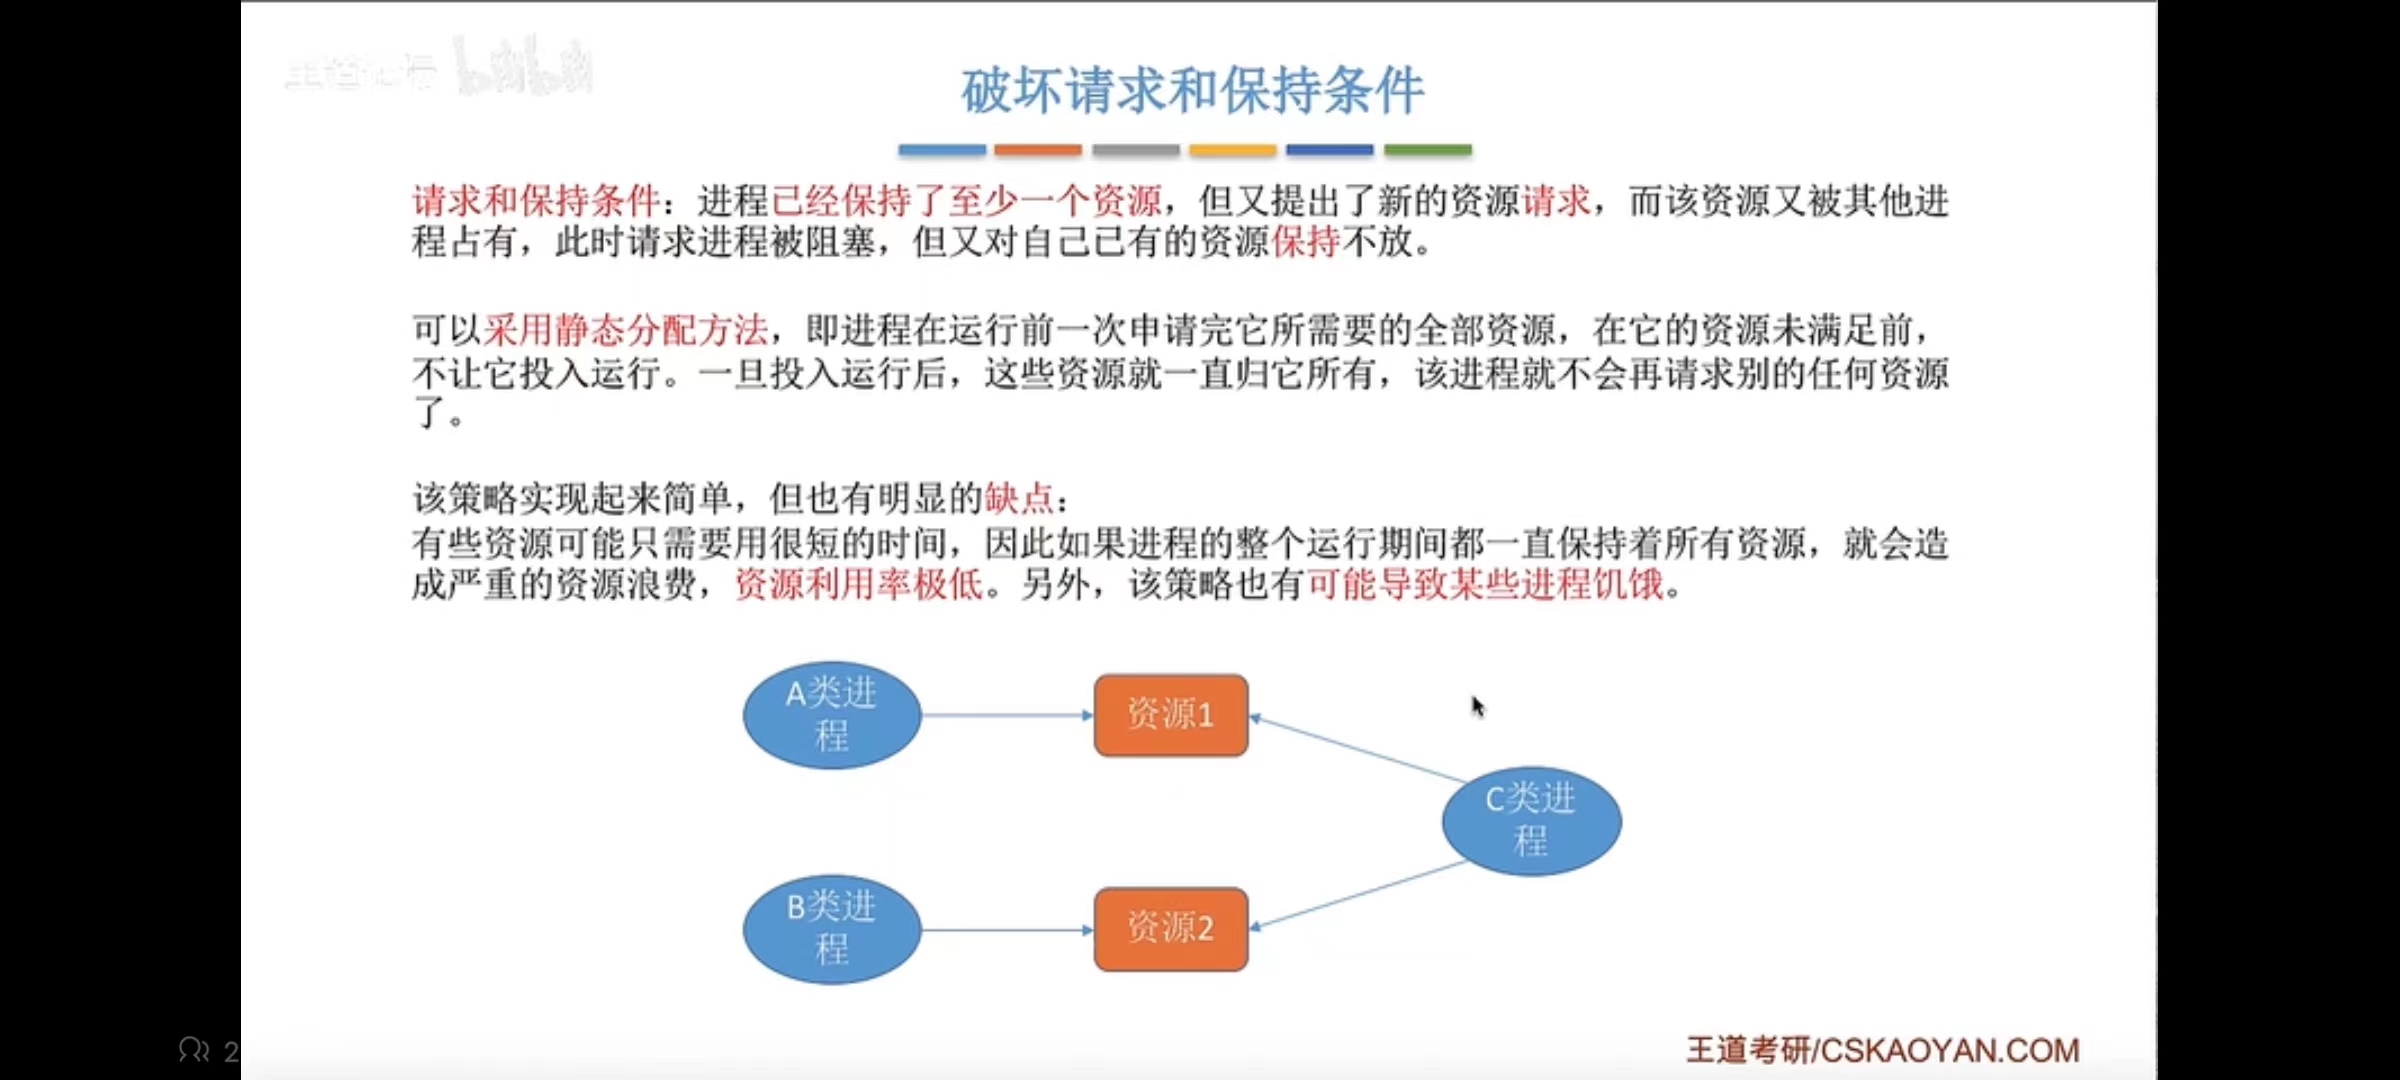 王道论坛 bilibili
破坏请求和保持条件
请求和保持条件：进程已经保持了至少一个资源，但又提出了新的资源请求，而该资源又被其他进
程占有，此时请求进程被阻塞，但又对自己已有的资源保持不放。
可以采用静态分配方法，即进程在运行前一次申请完它所需要的全部资源，在它的资源未满足前，
不让它投入运行。一旦投入运行后，这些资源就一直归它所有，该进程就不会再请求别的任何资源
了。
该策略实现起来简单，但也有明显的缺点：
有些资源可能只需要用很短的时间，因此如果进程的整个运行期间都一直保持着所有资源，就会造
成严重的资源浪费，资源利用率极低。另外，该策略也有可能导致某些进程饥饿。
A类进
程
资源1
C类进
程
B类进
程
资源2
王道考研/CSKAOYAN.COM
2